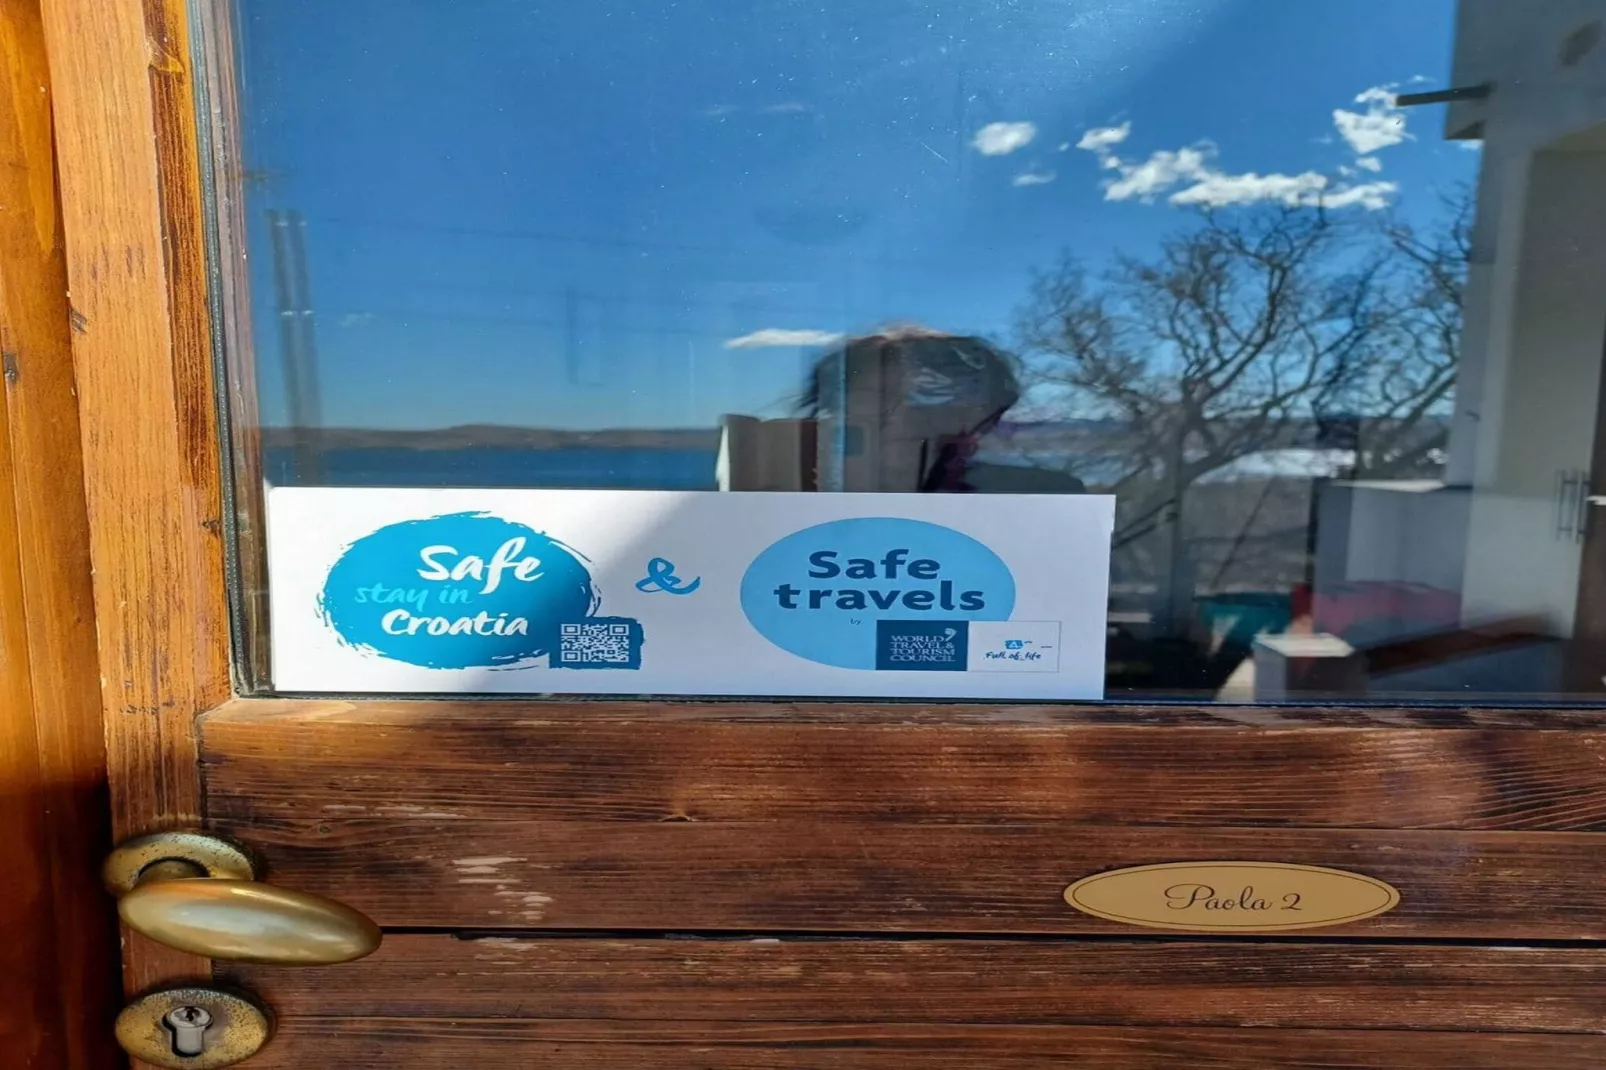 Safe
stay in
Croatia
&
Safe
travels
by
WORLD
TRAVEL &
TOURISM
COUNCIL
Full of life
Paola 2